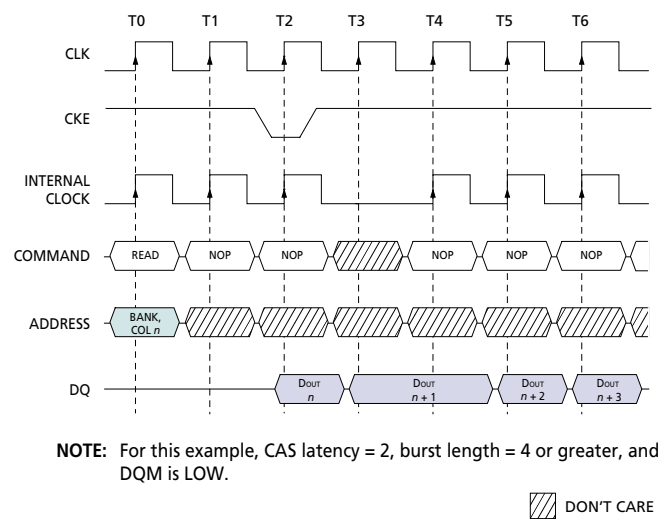 T0 T1 T2 T3 T4 T5 T6
CLK
CKE
INTERNAL
CLOCK
COMMAND READ NOP NOP NOP NOP NOP
ADDRESS BANK,
COL n
DQ DOUT DOUT DOUT DOUT
n n + 1 n + 2 n + 3
NOTE: For this example, CAS latency = 2, burst length = 4 or greater, and
DQM is LOW.
DON'T CARE